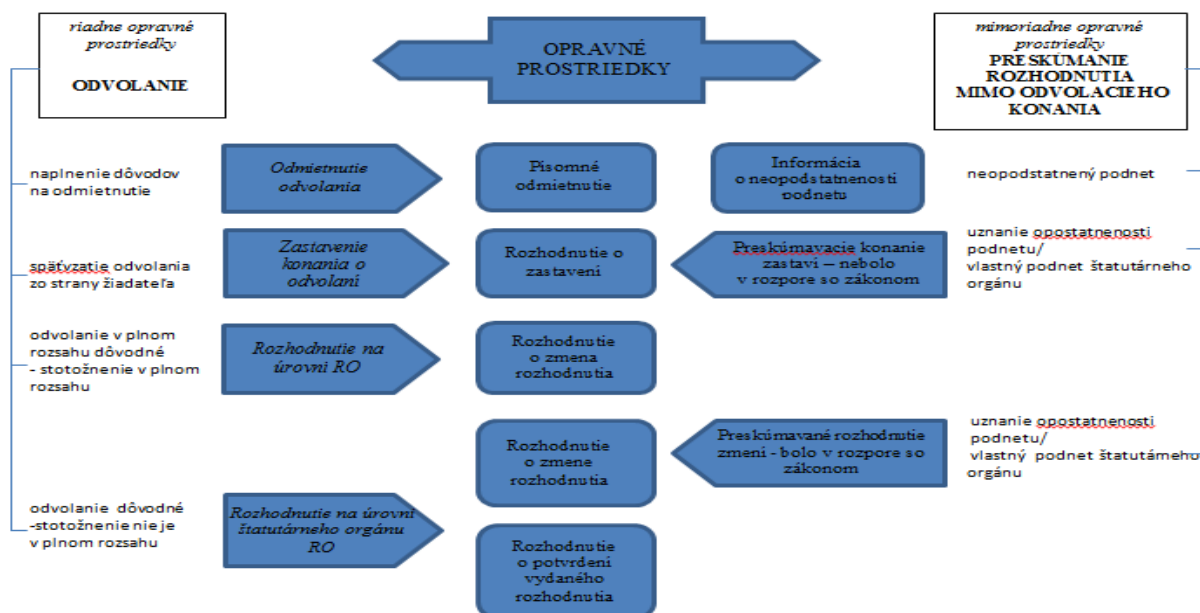 riadne opravné
prostriedky
ODVOLANIE
OPRAVNÉ
PROSTRIEDKY
mimoriadne opravné
prostriedky
PRESKÚMANIE
ROZHODNUTIA
MIMO ODVOLACIEHO
KONANIA
naplnenie dôvodov
na odmietnutie
Odmietnutie
odvolania
Písomné
odmietnutie
Informácia
o neopodstatnenosti
podnetu
neopodstatnený podnet
späťvzatie odvolania
zo strany žiadateľa
Zastavenie
konania o
odvolaní
Rozhodnutie o
zastavení
Preskúmavacie konanie
zastaví – nebolo
v rozpore so zákonom
uznanie opostatnenosti
podnetu/
vlastný podnet štatutárneho
orgánu
odvolanie v plnom
rozsahu dôvodné
- stotožnenie v plnom
rozsahu
Rozhodnutie na
úrovni RO
Rozhodnutie
o zmena
rozhodnutia
Rozhodnutie
o zmene
rozhodnutia
Preskúmavané rozhodnutie
zmení - bolo v rozpore so
zákonom
uznanie opostatnenosti
podnetu/
vlastný podnet štatutárneho
orgánu
odvolanie dôvodné
-stotožnenie nie je
v plnom rozsahu
Rozhodnutie na úrovni
štatutárneho orgánu
RO
Rozhodnutie
o potvrdení
vydaného
rozhodnutia